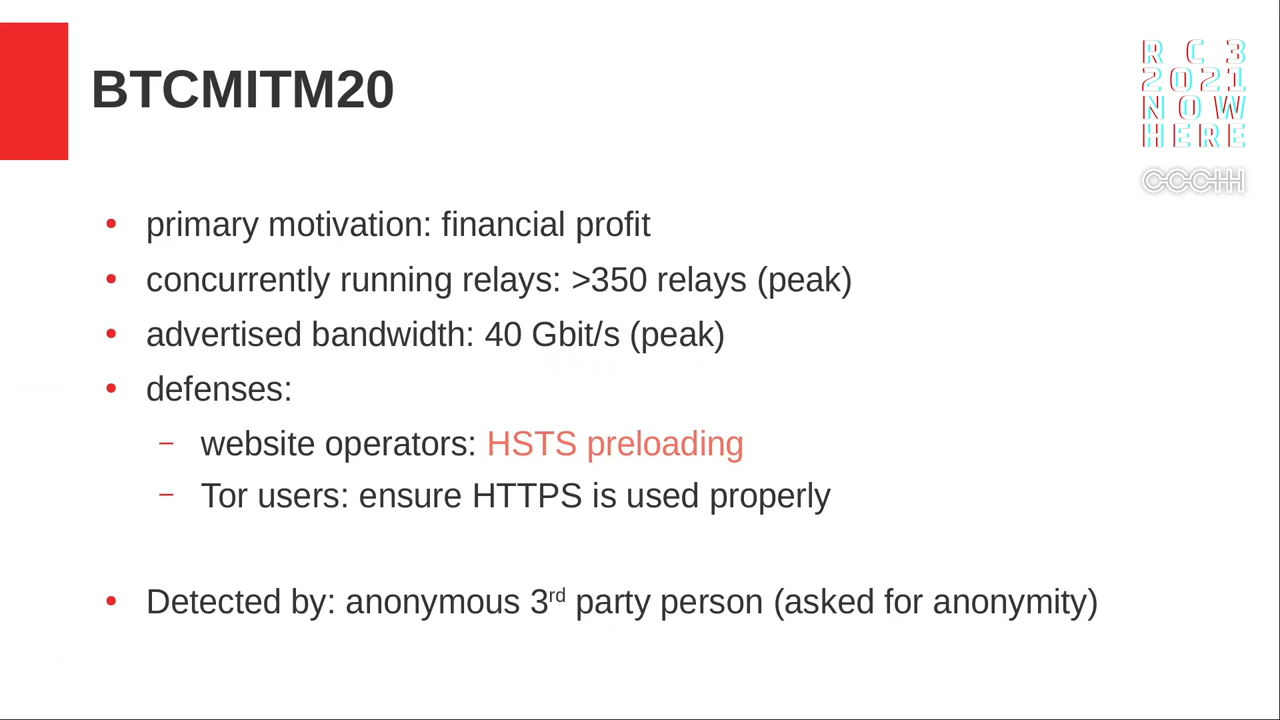 BTCMITM20
R C 3
2021
NOW
HERE
CCCHH
• primary motivation: financial profit
• concurrently running relays: >350 relays (peak)
• advertised bandwidth: 40 Gbit/s (peak)
• defenses:
– website operators: HSTS preloading
– Tor users: ensure HTTPS is used properly
• Detected by: anonymous 3rd party person (asked for anonymity)